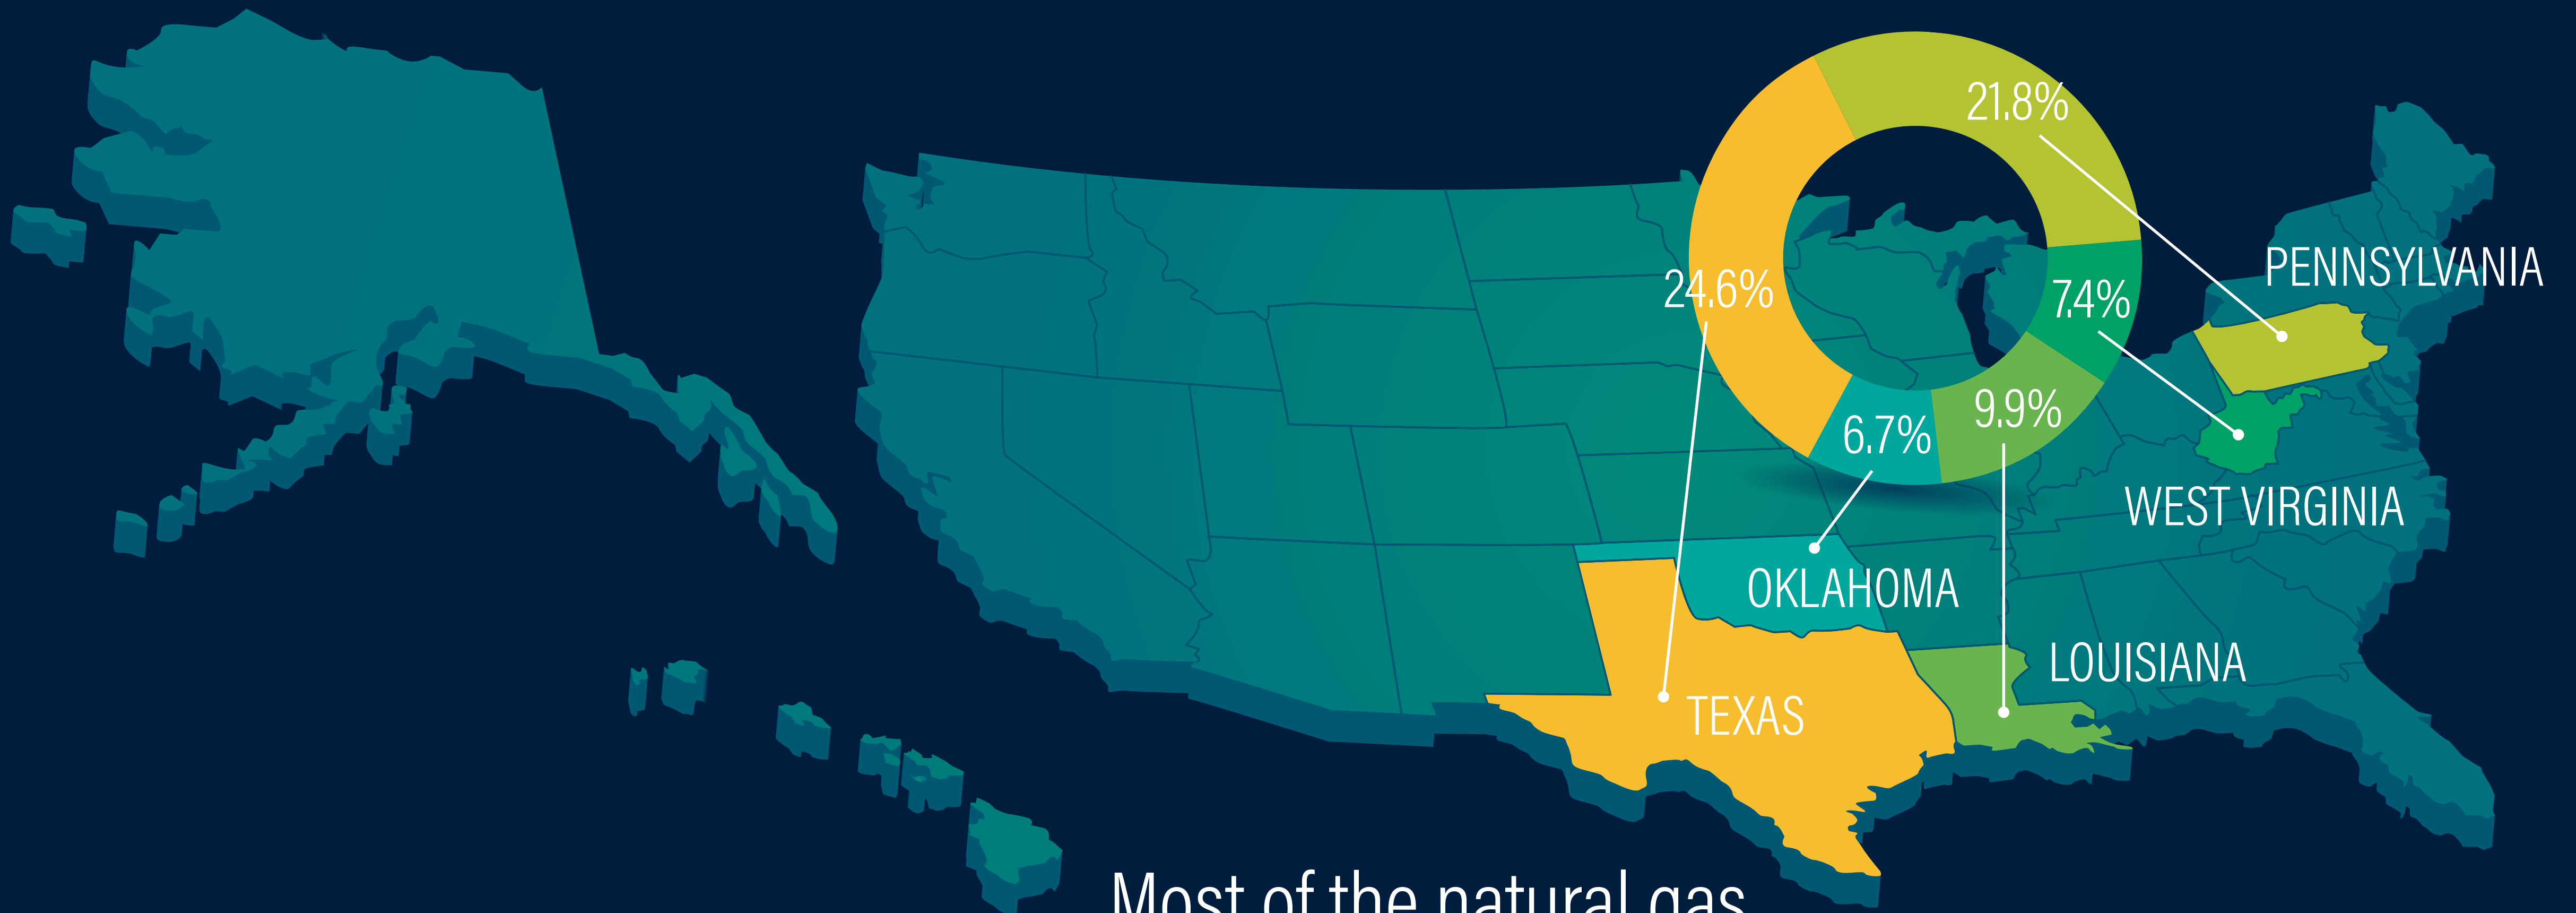 21.8%
PENNSYLVANIA
24.6%
7.4%
9.9%
6.7%
WEST VIRGINIA
OKLAHOMA
LOUISIANA
TEXAS
Most of the natural gas